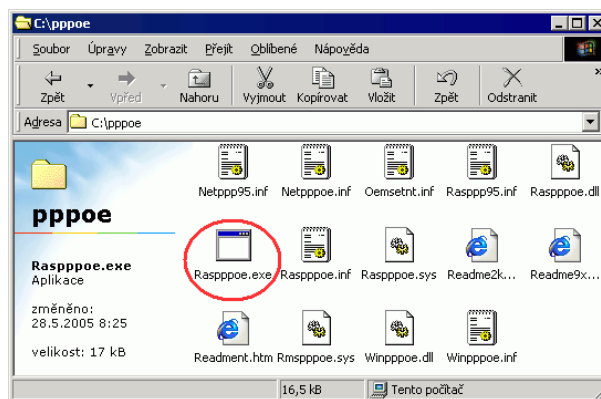 C:\pppoe
Soubor Úpravy Zobrazit Přejít Oblíbené Nápověda
Zpět Vpřed Nahoru Vyjmout Kopírovat Vložit Zpět Odstranit »
Adresa C:\pppoe
Netppp95.inf Netpppoe.inf Oemsetnt.inf Rasppp95.inf Raspppoe.dll
pppoe
Raspppoe.exe
Aplikace
změněno:
28.5.2005 8:25
velikost: 17 kB
Raspppoe.exe Raspppoe.inf Raspppoe.sys Readme2k... Readme9x...
Readment.htm Rmspppoe.sys Winpppoe.dll Winpppoe.inf
16,5 kB Tento počítač